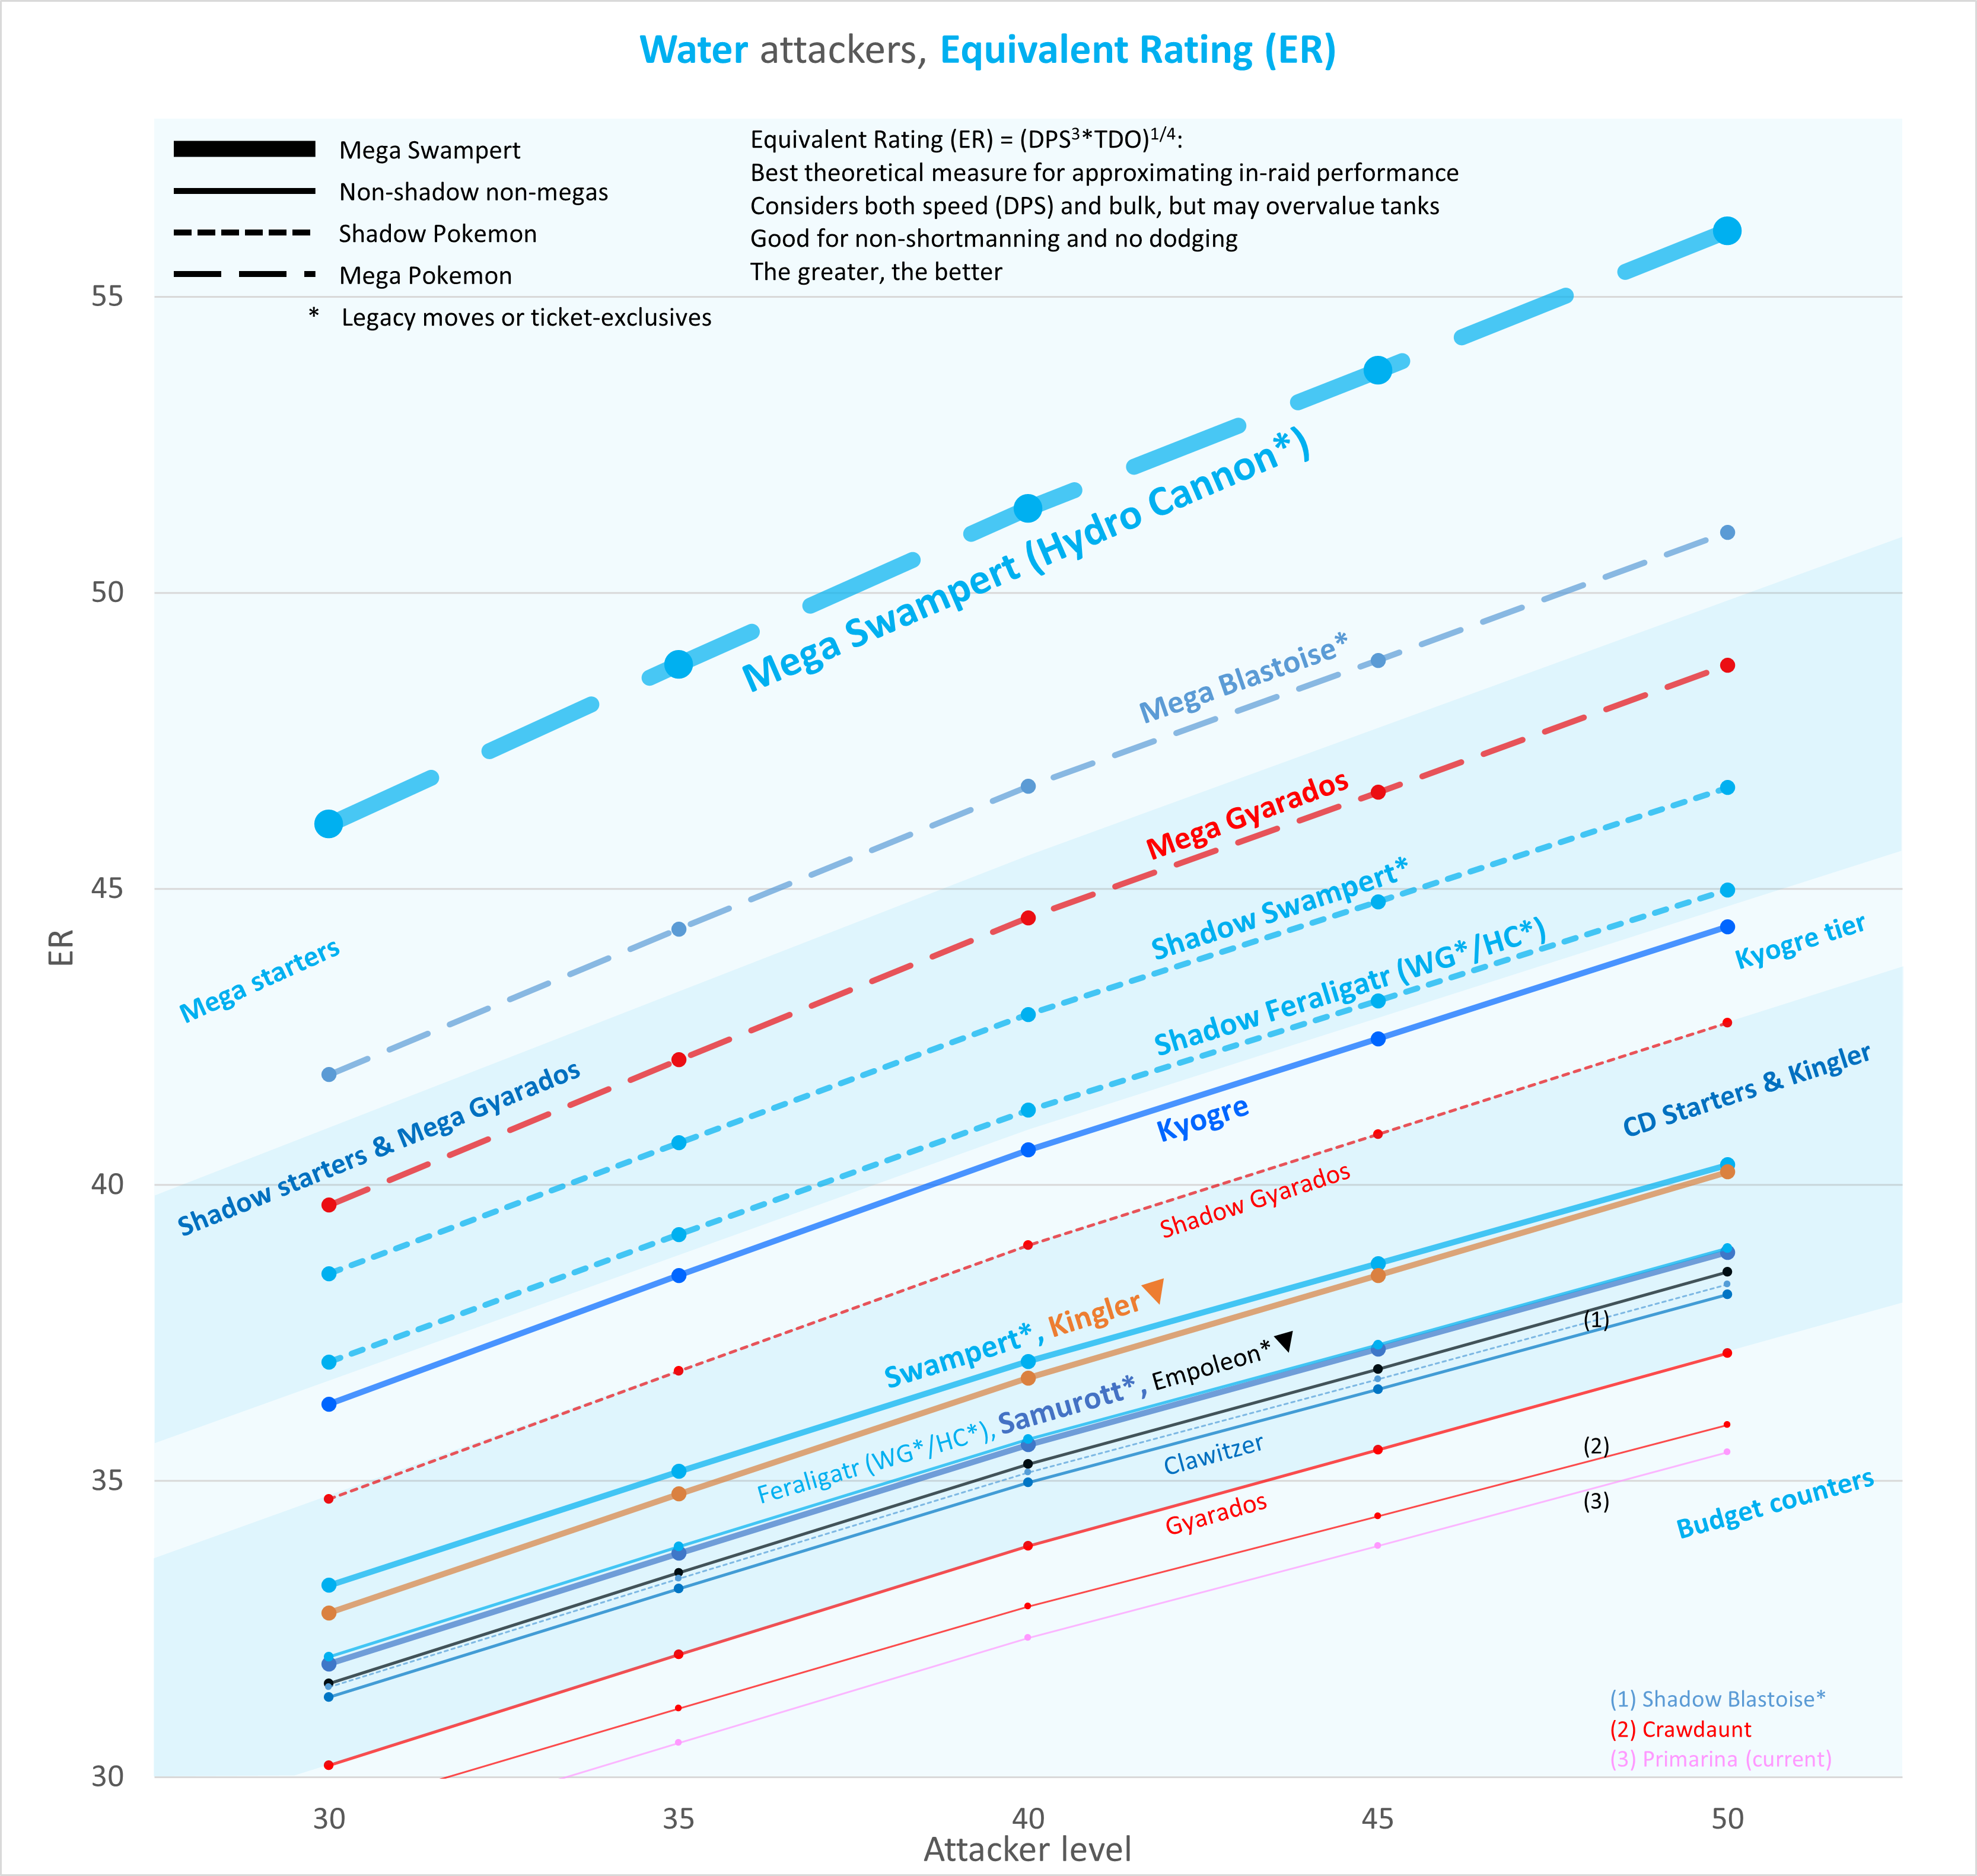 Water attackers, Equivalent Rating (ER)
Mega Swampert
Non-shadow non-megas
Shadow Pokemon
Mega Pokemon
* Legacy moves or ticket-exclusives
Equivalent Rating (ER) = (DPS³*TDO)¹/⁴:
Best theoretical measure for approximating in-raid performance
Considers both speed (DPS) and bulk, but may overvalue tanks
Good for non-shortmanning and no dodging
The greater, the better
55
50
45
40
35
30
ER
Mega Swampert (Hydro Cannon*)
Mega Blastoise*
Mega Gyarados
Shadow Swampert*
Shadow Feraligatr (WG*/HC*)
Kyogre tier
Mega starters
Shadow starters & Mega Gyarados
Kyogre
CD Starters & Kingler
Shadow Gyarados
Swampert*, Kingler
(1)
Feraligatr (WG*/HC*), Samurott*, Empoleon*
Clawitzer
(2)
Gyarados
(3)
Budget counters
(1) Shadow Blastoise*
(2) Crawdaunt
(3) Primarina (current)
30
35
40
45
50
Attacker level